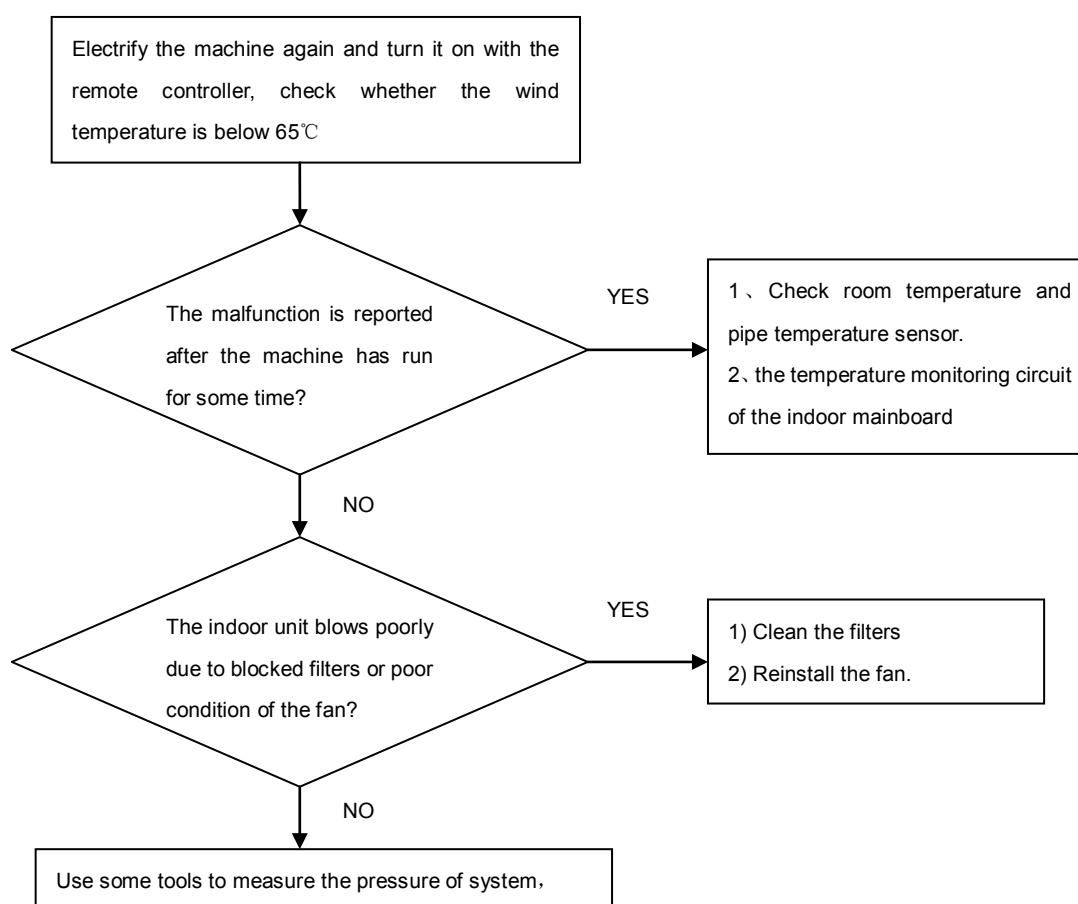 Electrify the machine again and turn it on with the
remote controller, check whether the wind
temperature is below 65℃
YES
The malfunction is reported
after the machine has run
for some time?
1、Check room temperature and
pipe temperature sensor.
2、the temperature monitoring circuit
of the indoor mainboard
NO
YES
The indoor unit blows poorly
due to blocked filters or poor
condition of the fan?
1) Clean the filters
2) Reinstall the fan.
NO
Use some tools to measure the pressure of system，